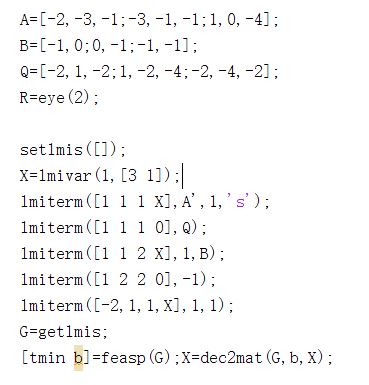 A=[-2,-3,-1;-3,-1,-1;1,0,-4];
B=[-1,0;0,-1;-1,-1];
Q=[-2,1,-2;1,-2,-4;-2,-4,-2];
R=eye(2);
setlmis([]);
X=lmivar(1,[3 1]);
lmiterm([1 1 1 X],A',1,'s');
lmiterm([1 1 1 0],Q);
lmiterm([1 1 2 X],1,B);
lmiterm([1 2 2 0],-1);
lmiterm([-2,1,1,X],1,1);
G=getlmis;
[tmin b]=feasp(G);X=dec2mat(G,b,X);